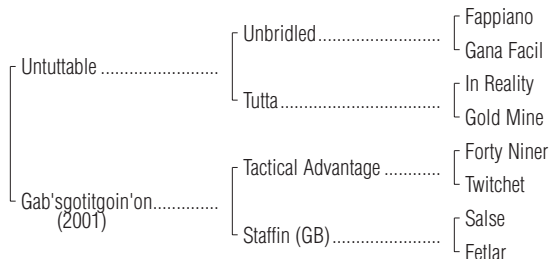 Fappiano
Unbridled........................
Gana Facil
Untuttable .......................
In Reality
Tutta................................
Gold Mine
Forty Niner
Tactical Advantage ...........
Twitchet
Gab'sgotitgoin'on.............
(2001)
Salse
Staffin (GB)......................
Fetlar